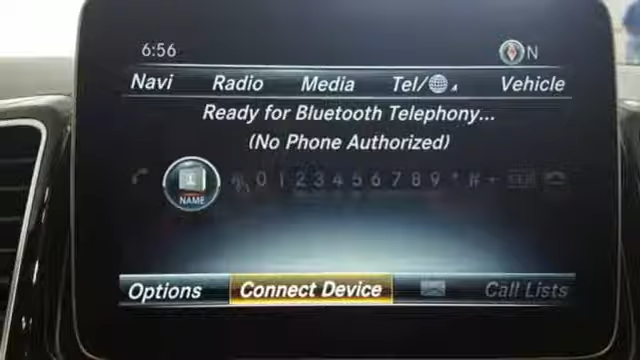 6:56 N
Navi Radio Media Tel/ Vehicle
Ready for Bluetooth Telephony...
(No Phone Authorized)
NAME 0 1 2 3 4 5 6 7 8 9 * # +
Options Connect Device Call Lists